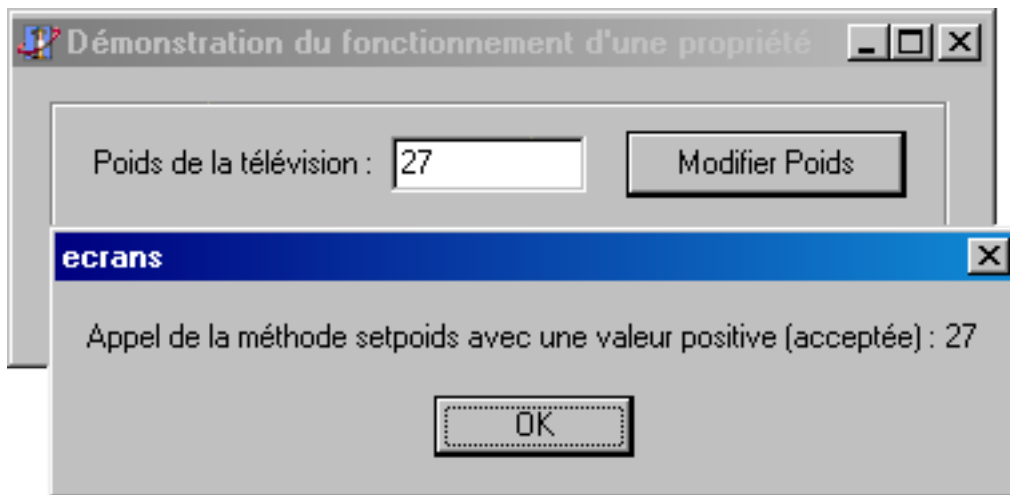 Démonstration du fonctionnement d'une propriété
Poids de la télévision : 27 Modifier Poids
ecrans
Appel de la méthode setpoids avec une valeur positive (acceptée) : 27
OK